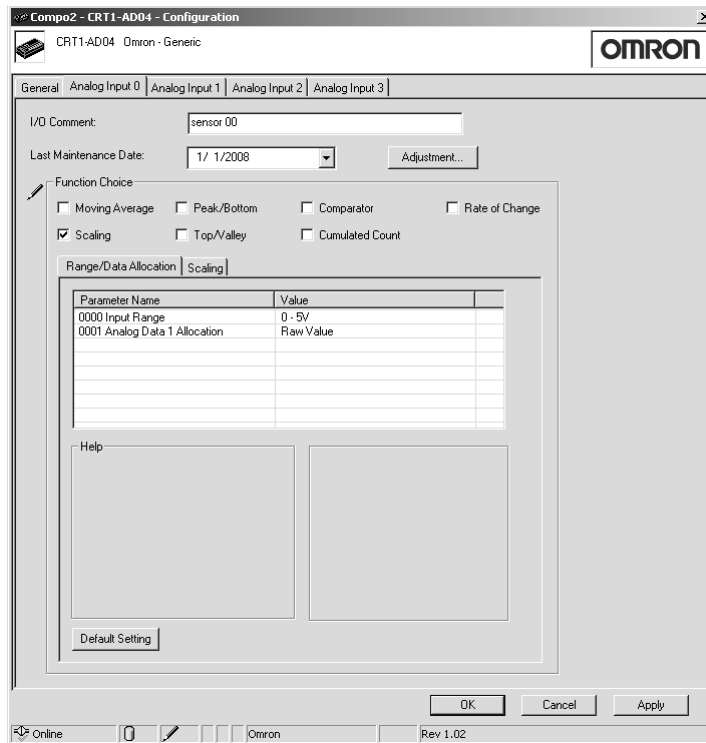 Compo2 - CRT1-AD04 - Configuration
CRT1-AD04 Omron - Generic
OMRON
General Analog Input 0 Analog Input 1 Analog Input 2 Analog Input 3
I/O Comment: sensor 00
Last Maintenance Date: 1/ 1/2008 Adjustment...
Function Choice
Moving Average Peak/Bottom Comparator Rate of Change
Scaling Top/Valley Cumulated Count
Range/Data Allocation Scaling
Parameter Name Value
0000 Input Range 0 - 5V
0001 Analog Data 1 Allocation Raw Value
Help
Default Setting
OK Cancel Apply
Online Omron Rev 1.02